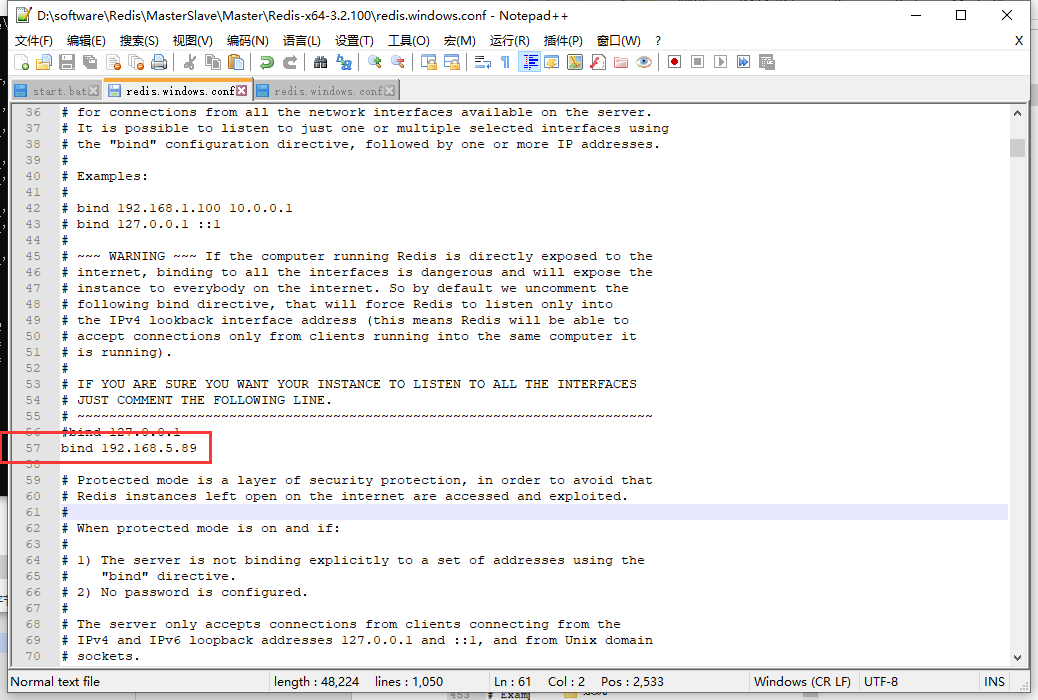 D:\software\Redis\MasterSlave\Master\Redis-x64-3.2.100\redis.windows.conf - Notepad++
文件(F) 编辑(E) 搜索(S) 视图(V) 编码(N) 语言(L) 设置(T) 工具(O) 宏(M) 运行(R) 插件(P) 窗口(W) ? X
start.bat redis.windows.conf redis.windows.conf
36 # for connections from all the network interfaces available on the server.
37 # It is possible to listen to just one or multiple selected interfaces using
38 # the "bind" configuration directive, followed by one or more IP addresses.
39 #
40 # Examples:
41 #
42 # bind 192.168.1.100 10.0.0.1
43 # bind 127.0.0.1 ::1
44 #
45 # ~~~ WARNING ~~~ If the computer running Redis is directly exposed to the
46 # internet, binding to all the interfaces is dangerous and will expose the
47 # instance to everybody on the internet. So by default we uncomment the
48 # following bind directive, that will force Redis to listen only into
49 # the IPv4 lookback interface address (this means Redis will be able to
50 # accept connections only from clients running into the same computer it
51 # is running).
52 #
53 # IF YOU ARE SURE YOU WANT YOUR INSTANCE TO LISTEN TO ALL THE INTERFACES
54 # JUST COMMENT THE FOLLOWING LINE.
55 # ~~~~~~~~~~~~~~~~~~~~~~~~~~~~~~~~~~~~~~~~~~~~~~~~~~~~~~~~~~~~~~~~~~~~~~~~
56 #bind 127.0.0.1
57 bind 192.168.5.89
58
59 # Protected mode is a layer of security protection, in order to avoid that
60 # Redis instances left open on the internet are accessed and exploited.
61 #
62 # When protected mode is on and if:
63 #
64 # 1) The server is not binding explicitly to a set of addresses using the
65 #    "bind" directive.
66 # 2) No password is configured.
67 #
68 # The server only accepts connections from clients connecting from the
69 # IPv4 and IPv6 loopback addresses 127.0.0.1 and ::1, and from Unix domain
70 # sockets.
Normal text file length : 48,224 lines : 1,050 Ln : 61 Col : 2 Pos : 2,533 Windows (CR LF) UTF-8 INS
453 # Examp